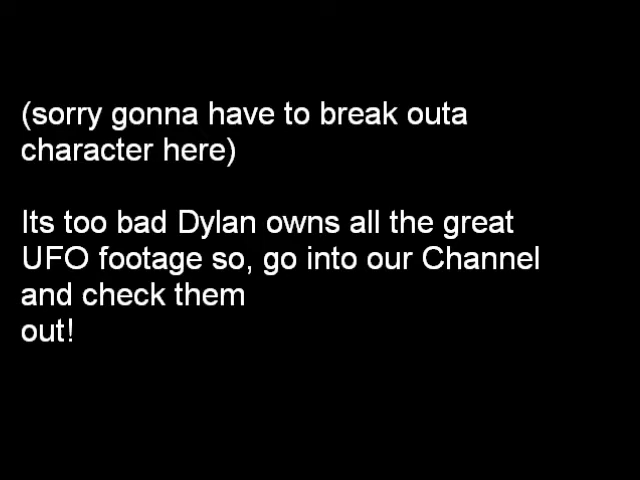 (sorry gonna have to break outa
character here)
Its too bad Dylan owns all the great
UFO footage so, go into our Channel
and check them
out!